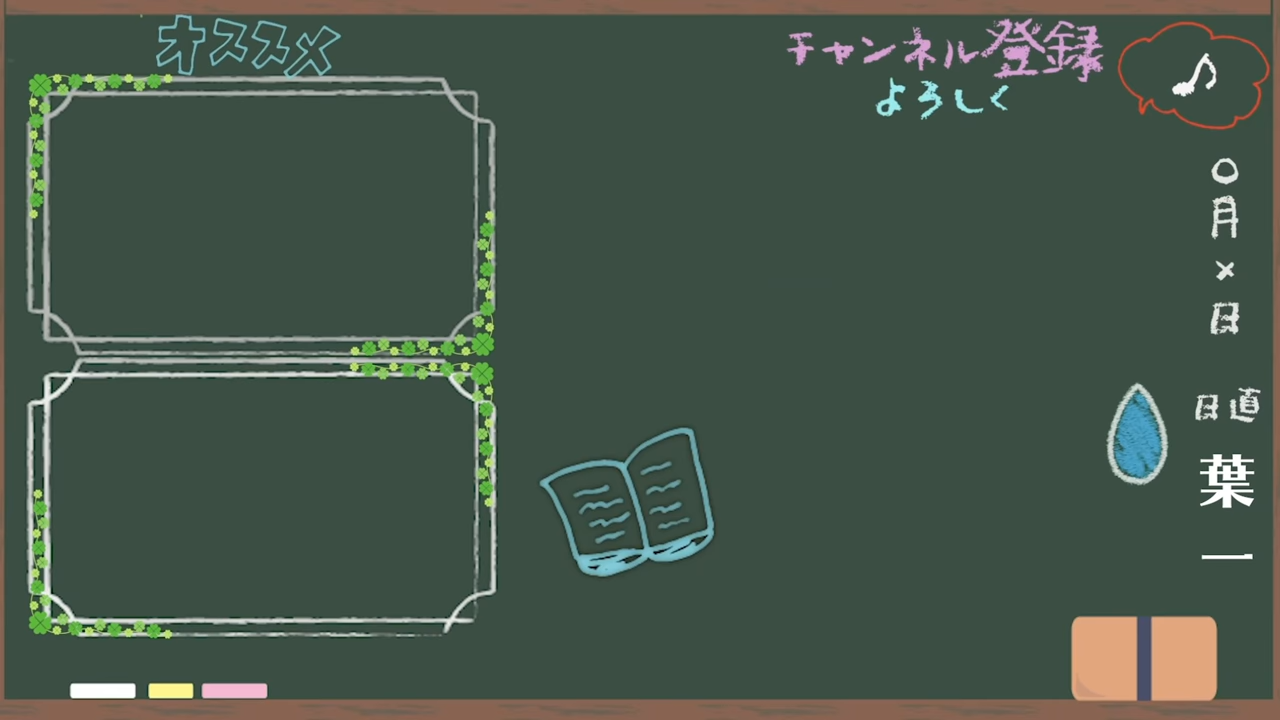 オススメ
チャンネル登録
よろしく
○月×日
日直
葉一